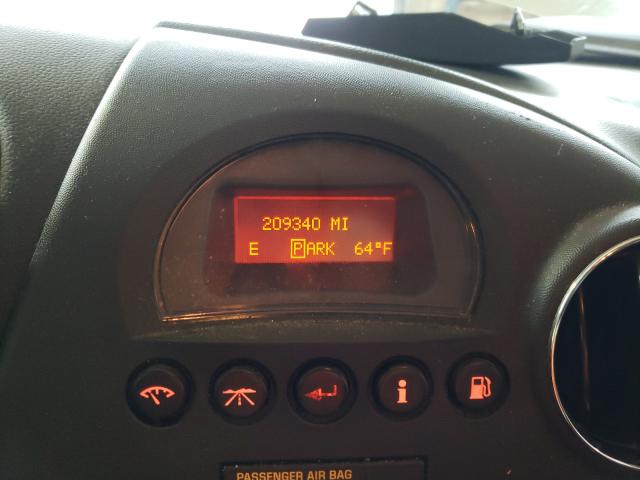 209340 MI
E PARK 64°F
i
PASSENGER AIR BAG